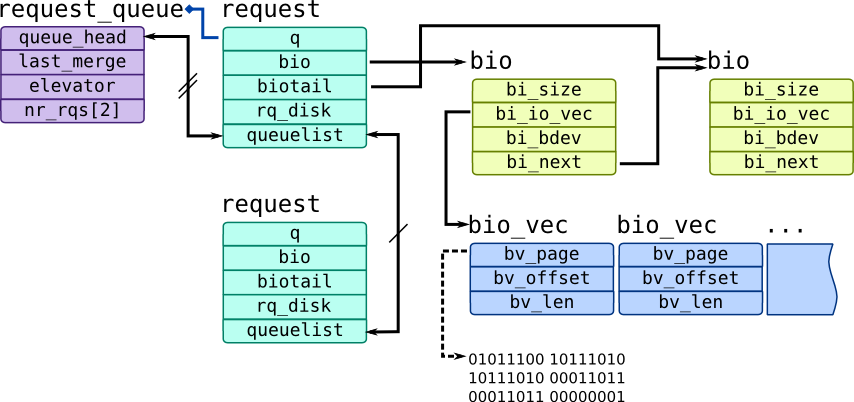 request_queue
queue_head
last_merge
elevator
nr_rqs[2]
request
q
bio
biotail
rq_disk
queuelist
bio
bi_size
bi_io_vec
bi_bdev
bi_next
bio
bi_size
bi_io_vec
bi_bdev
bi_next
request
q
bio
biotail
rq_disk
queuelist
bio_vec
bv_page
bv_offset
bv_len
bio_vec
bv_page
bv_offset
bv_len
...
01011100 10111010
10111010 00011011
00011011 00000001